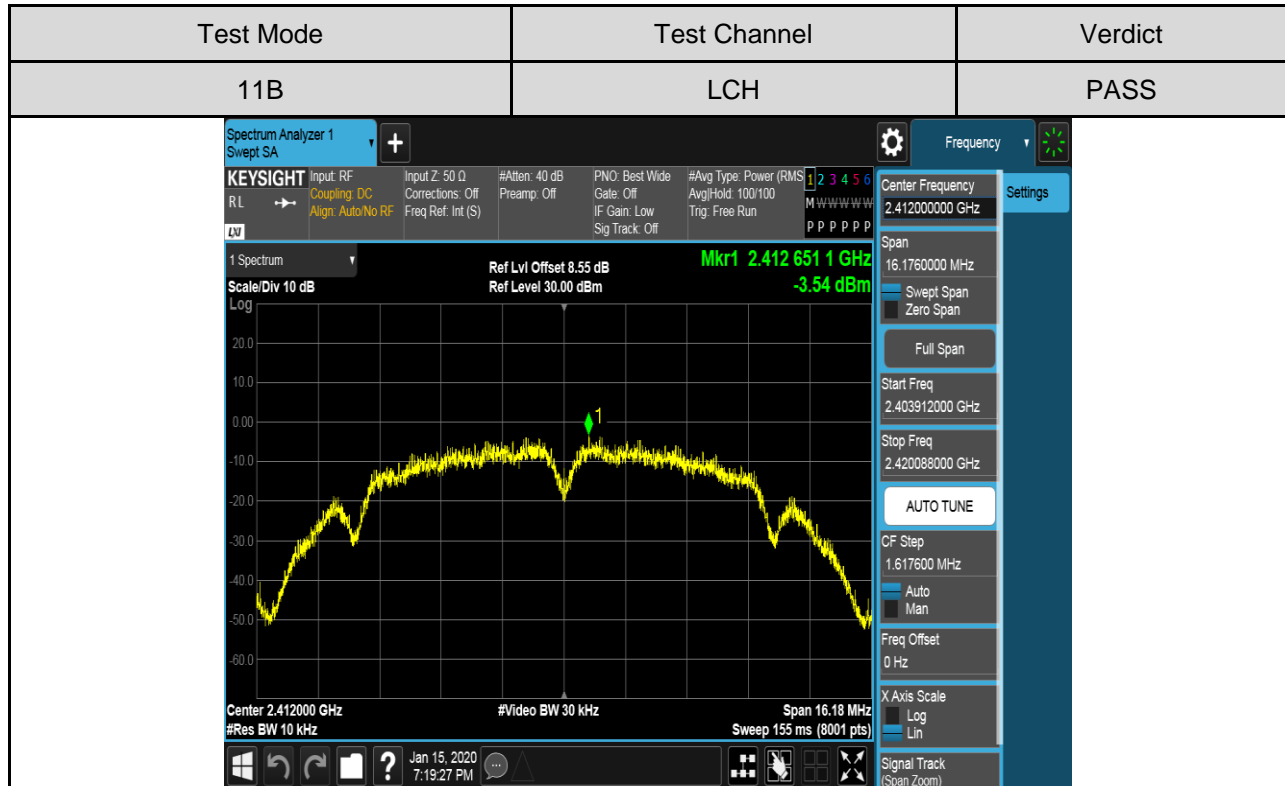 Test Mode Test Channel Verdict
11B LCH PASS
Spectrum Analyzer 1
Swept SA
Frequency
KEYSIGHT Input: RF Input Z: 50 Ω #Atten: 40 dB PNO: Best Wide #Avg Type: Power (RMS 1 2 3 4 5 6
RL Coupling: DC Corrections: Off Preamp: Off Gate: Off Avg|Hold: 100/100 M W W W W W
Align: Auto/No RF Freq Ref: Int (S) IF Gain: Low Trig: Free Run
LXI Sig Track: Off P P P P P P
1 Spectrum
Scale/Div 10 dB
Ref Lvl Offset 8.55 dB
Ref Level 30.00 dBm
Mkr1 2.412 651 1 GHz
-3.54 dBm
Log
20.0
10.0
0.00
-10.0
-20.0
-30.0
-40.0
-50.0
-60.0
1
Center 2.412000 GHz #Video BW 30 kHz Span 16.18 MHz
#Res BW 10 kHz Sweep 155 ms (8001 pts)
? Jan 15, 2020
7:19:27 PM
Center Frequency
2.412000000 GHz
Settings
Span
16.1760000 MHz
Swept Span
Zero Span
Full Span
Start Freq
2.403912000 GHz
Stop Freq
2.420088000 GHz
AUTO TUNE
CF Step
1.617600 MHz
Auto
Man
Freq Offset
0 Hz
X Axis Scale
Log
Lin
Signal Track
(Span Zoom)